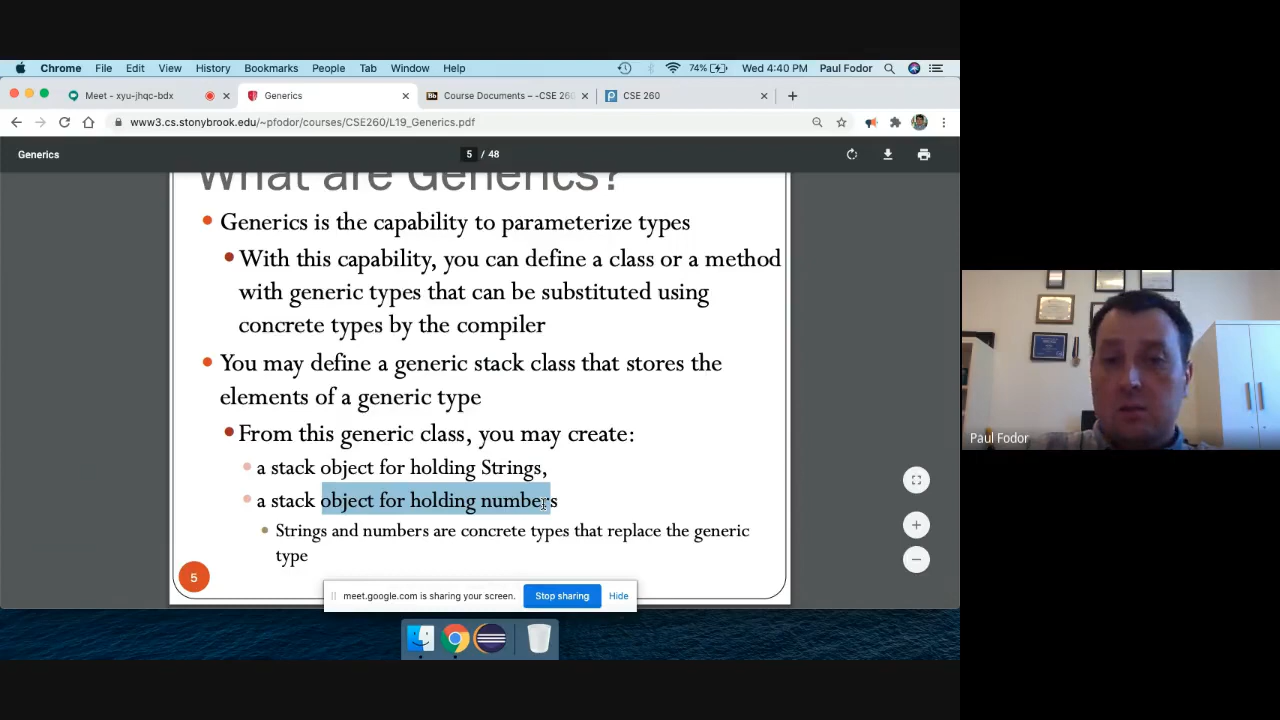 Chrome File Edit View History Bookmarks People Tab Window Help 74% Wed 4:40 PM Paul Fodor
Meet - xyu-jhqc-bdx Generics Bb Course Documents – -CSE 260 CSE 260
www3.cs.stonybrook.edu/~pfodor/courses/CSE260/L19_Generics.pdf
Generics 5 / 48
What are Generics?
Generics is the capability to parameterize types
With this capability, you can define a class or a method
with generic types that can be substituted using
concrete types by the compiler
You may define a generic stack class that stores the
elements of a generic type
From this generic class, you may create:
a stack object for holding Strings,
a stack object for holding numbers
Strings and numbers are concrete types that replace the generic
type
5
meet.google.com is sharing your screen. Stop sharing Hide
Paul Fodor